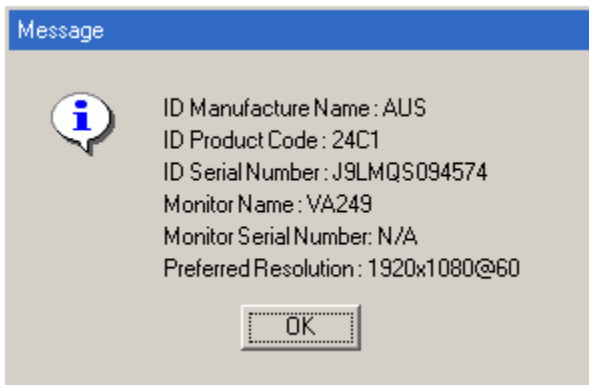 Message
ID Manufacture Name : AUS
ID Product Code : 24C1
ID Serial Number : J9LMQS094574
Monitor Name : VA249
Monitor Serial Number: N/A
Preferred Resolution : 1920x1080@60
OK